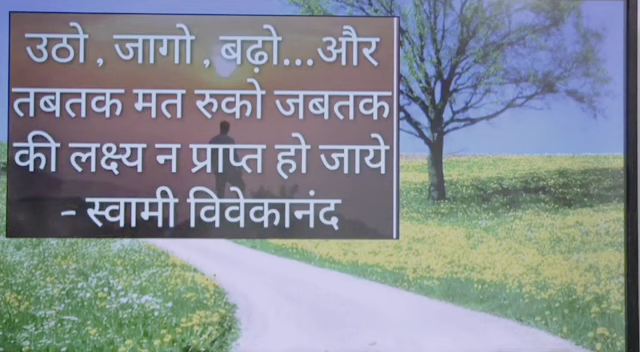 उठो , जागो , बढ़ो...और
तबतक मत रुको जबतक
की लक्ष्य न प्राप्त हो जाये
- स्वामी विवेकानंद